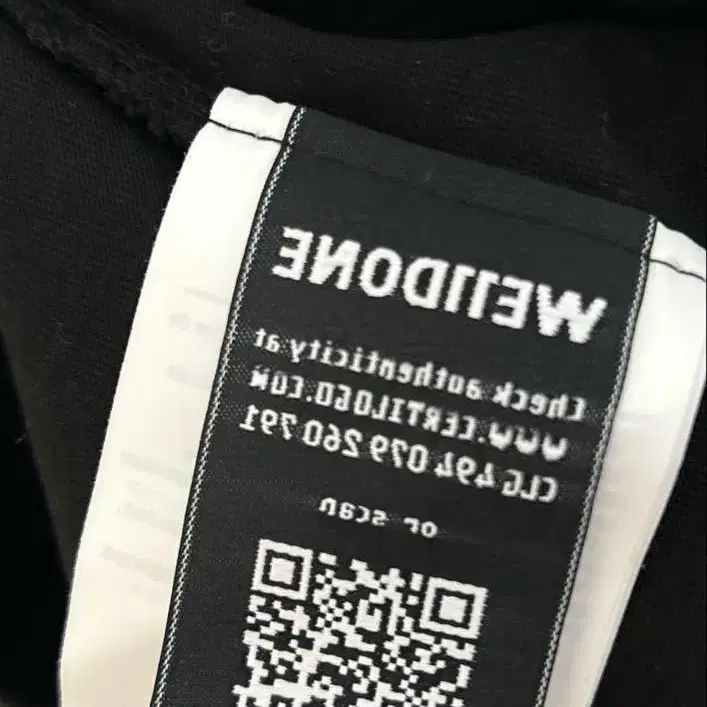 WE11DONE
Check authenticity at
WWW.CERTILOGO.COM
CLG 494 079 260 791
or scan